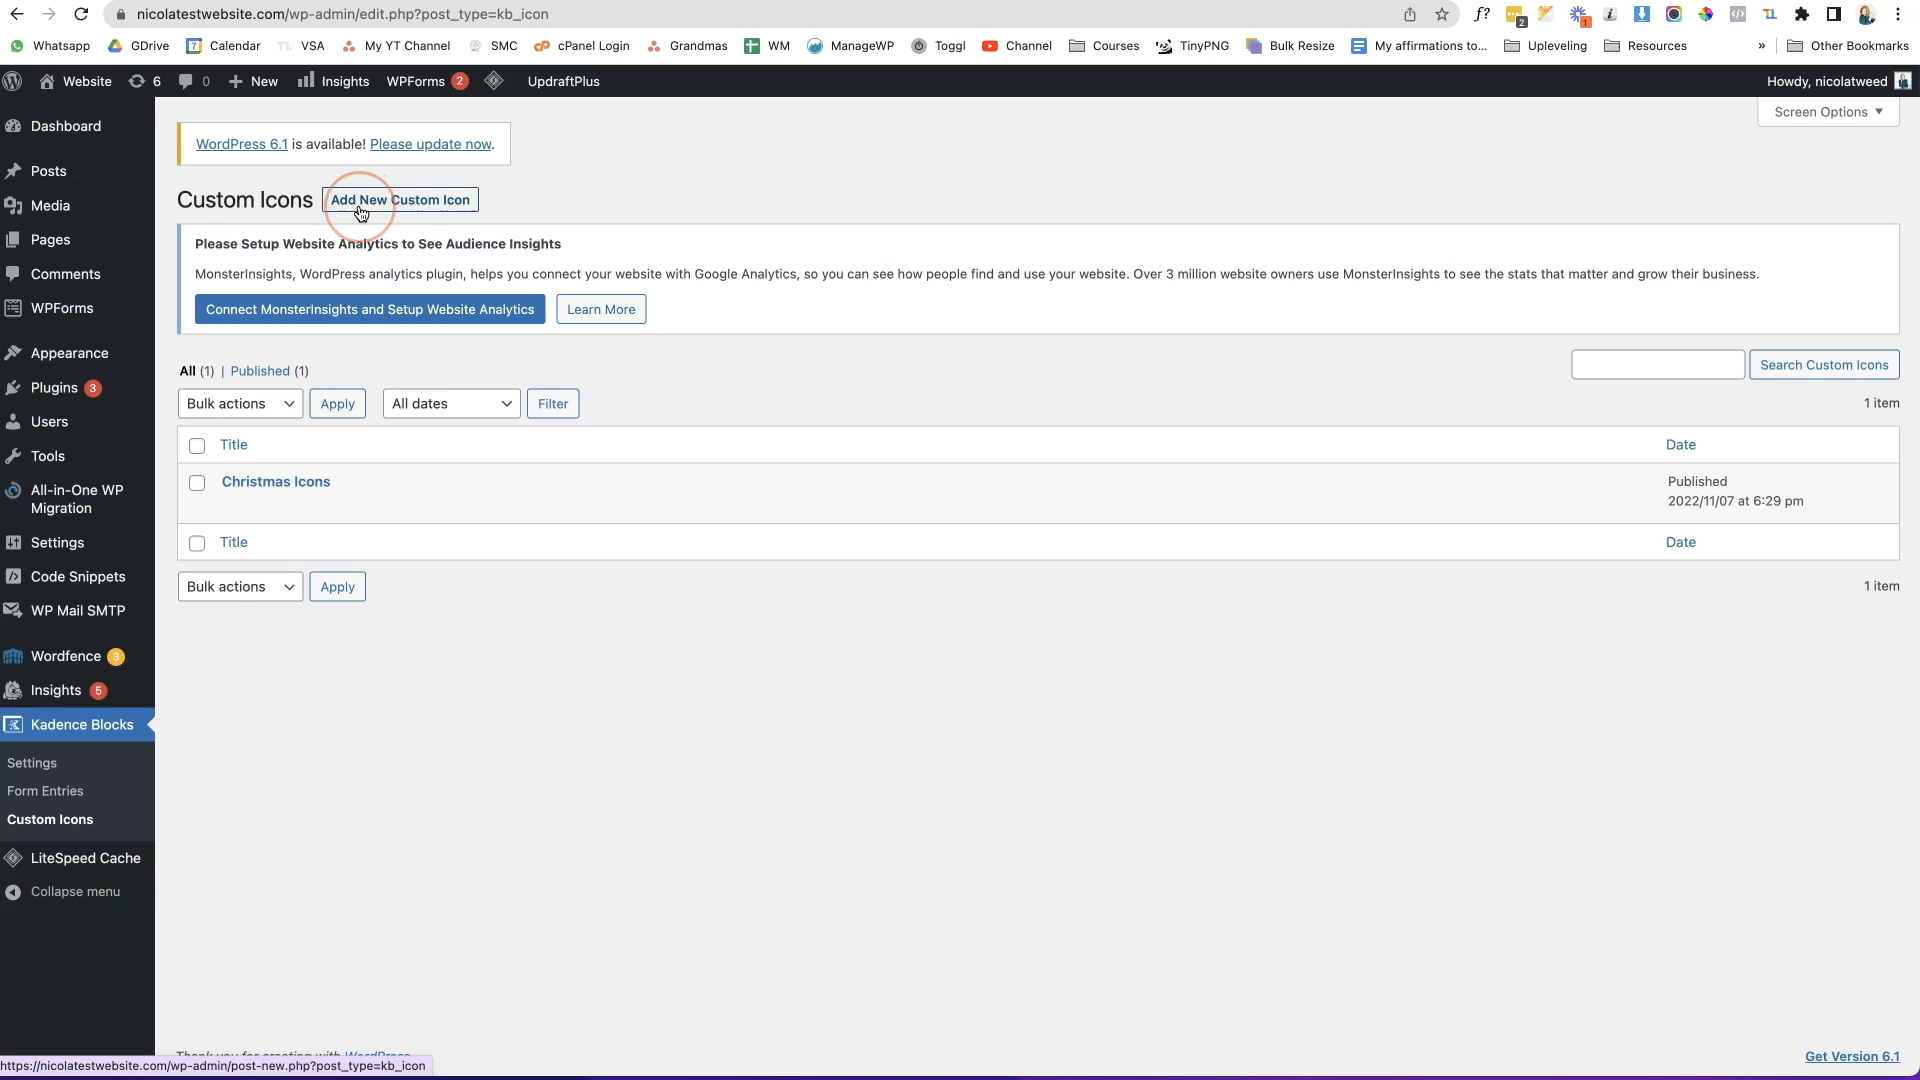 nicolatestwebsite.com/wp-admin/edit.php?post_type=kb_icon
f?
2
1
Whatsapp
GDrive
7 Calendar
TL VSA
My YT Channel
SMC
cPanel Login
Grandmas
WM
ManageWP
Toggl
Channel
Courses
TinyPNG
Bulk Resize
My affirmations to...
Upleveling
Resources
»
Other Bookmarks
Website
6
0
New
Insights
WPForms 2
UpdraftPlus
Howdy, nicolatweed
Dashboard
Posts
Media
Pages
Comments
WPForms
Appearance
Plugins 3
Users
Tools
All-in-One WP
Migration
Settings
Code Snippets
WP Mail SMTP
Wordfence 3
Insights 5
Kadence Blocks
Settings
Form Entries
Custom Icons
LiteSpeed Cache
Collapse menu
Screen Options
WordPress 6.1 is available! Please update now.
Custom Icons
Add New Custom Icon
Please Setup Website Analytics to See Audience Insights
MonsterInsights, WordPress analytics plugin, helps you connect your website with Google Analytics, so you can see how people find and use your website. Over 3 million website owners use MonsterInsights to see the stats that matter and grow their business.
Connect MonsterInsights and Setup Website Analytics
Learn More
All (1) | Published (1)
Search Custom Icons
Bulk actions
Apply
All dates
Filter
1 item
Title
Date
Christmas Icons
Published
2022/11/07 at 6:29 pm
Title
Date
Bulk actions
Apply
1 item
Thank you for creating with WordPress
Get Version 6.1
https://nicolatestwebsite.com/wp-admin/post-new.php?post_type=kb_icon